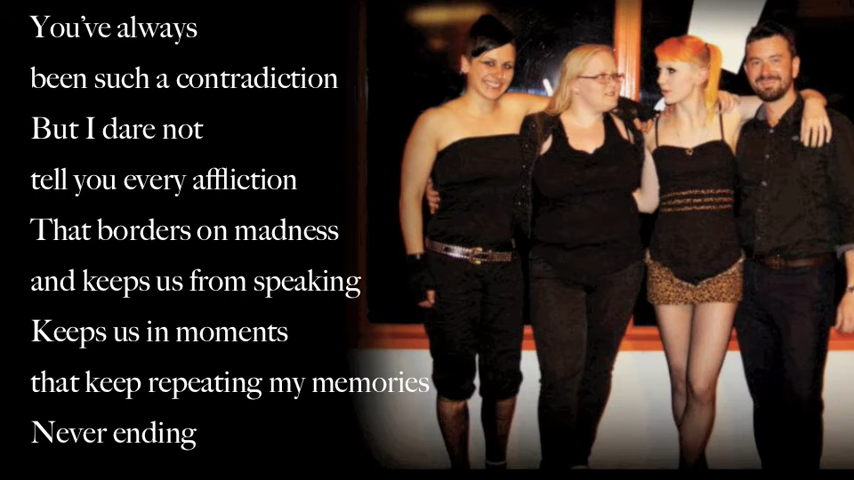 You’ve always
been such a contradiction
But I dare not
tell you every affliction
That borders on madness
and keeps us from speaking
Keeps us in moments
that keep repeating my memories
Never ending